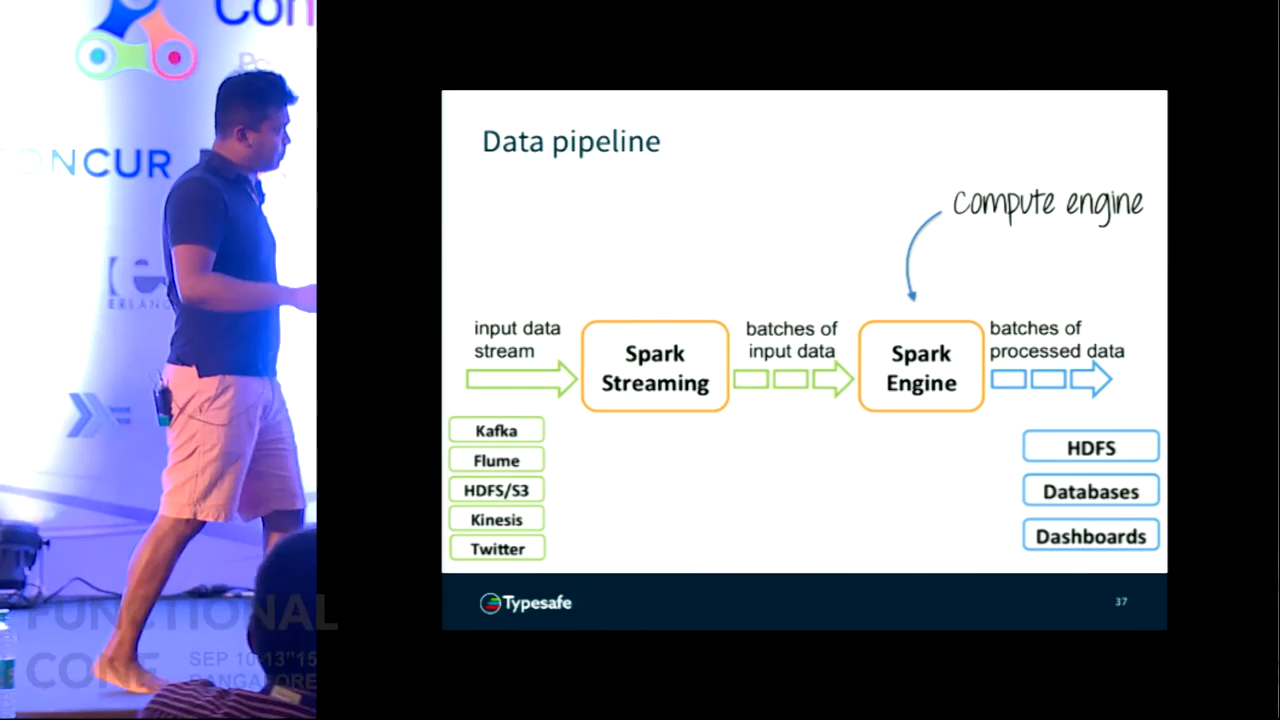 Con
CONCUR
ERLANG
FUNCTIONAL
CONF
SEP 10-13"15
BANGALORE
Data pipeline
compute engine
input data
stream
Spark
Streaming
batches of
input data
Spark
Engine
batches of
processed data
Kafka
Flume
HDFS/S3
Kinesis
Twitter
HDFS
Databases
Dashboards
Typesafe
37